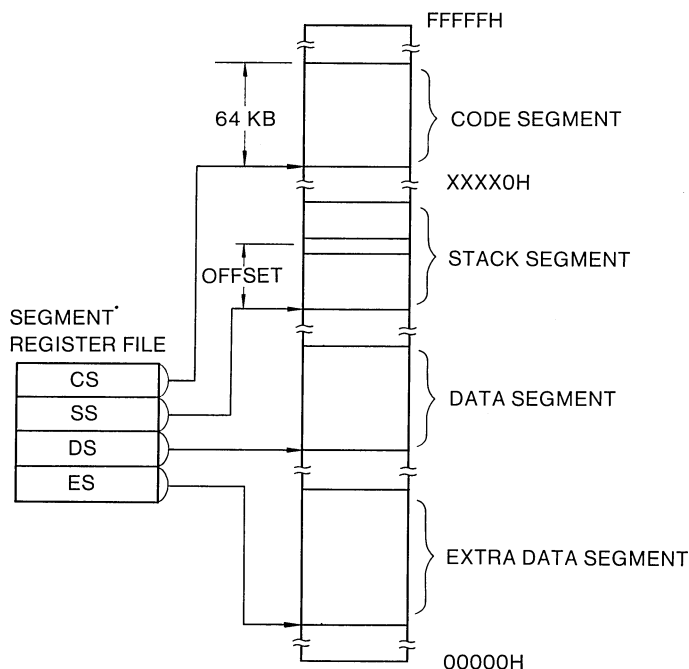 FFFFFH
64 KB
CODE SEGMENT
XXXX0H
STACK SEGMENT
OFFSET
SEGMENT
REGISTER FILE
CS
SS
DS
ES
DATA SEGMENT
EXTRA DATA SEGMENT
00000H